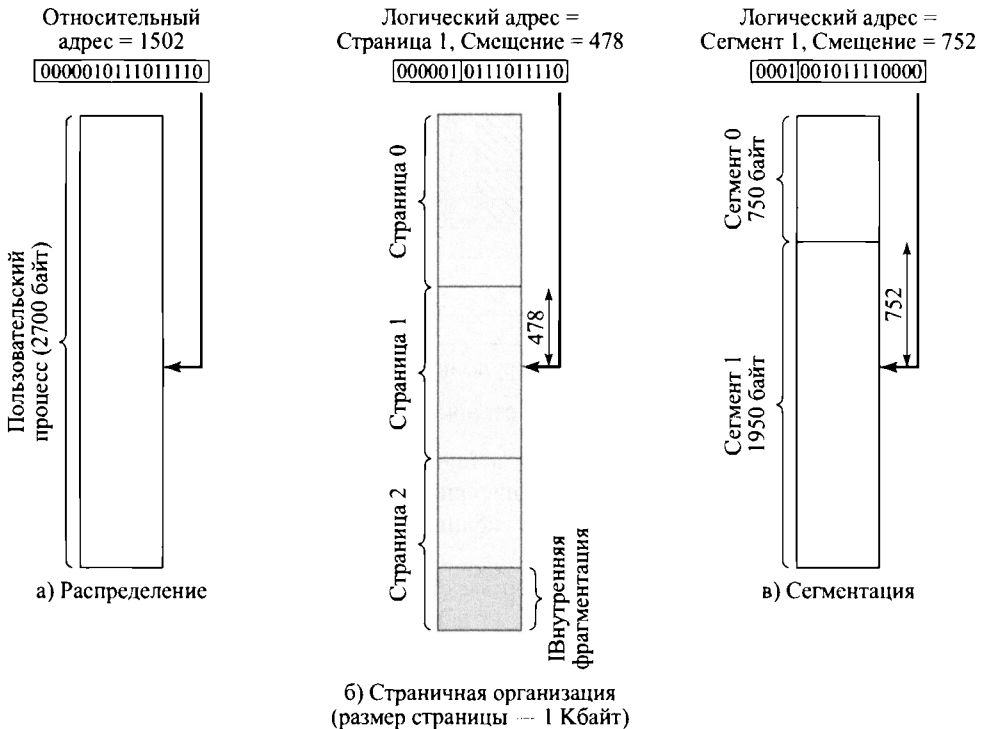 Относительный
адрес = 1502
0000010111011110
Пользовательский
процесс (2700 байт)
а) Распределение
Логический адрес =
Страница 1, Смещение = 478
000001 0111011110
Страница 0
Страница 1
478
Страница 2
IВнутренняя
фрагментация
б) Страничная организация
(размер страницы — 1 Кбайт)
Логический адрес =
Сегмент 1, Смещение = 752
0001 001011110000
Сегмент 0
750 байт
752
Сегмент 1
1950 байт
в) Сегментация